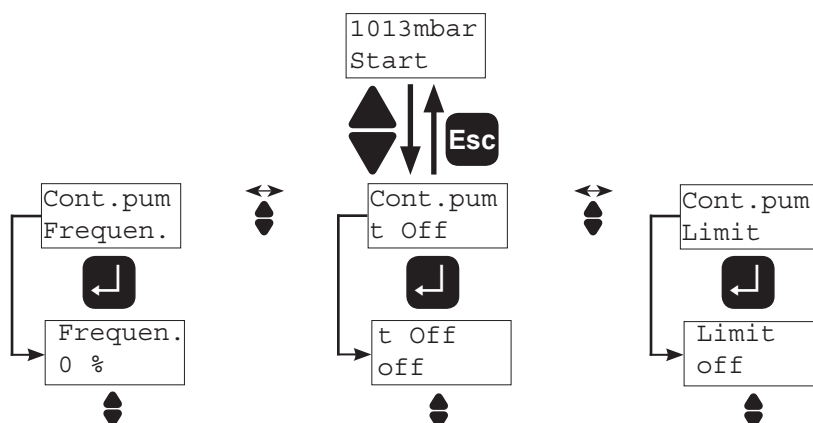 1013mbar
Start
Esc
Cont.pum
Frequen.
Cont.pum
t Off
Cont.pum
Limit
Frequen.
0 %
t Off
off
Limit
off